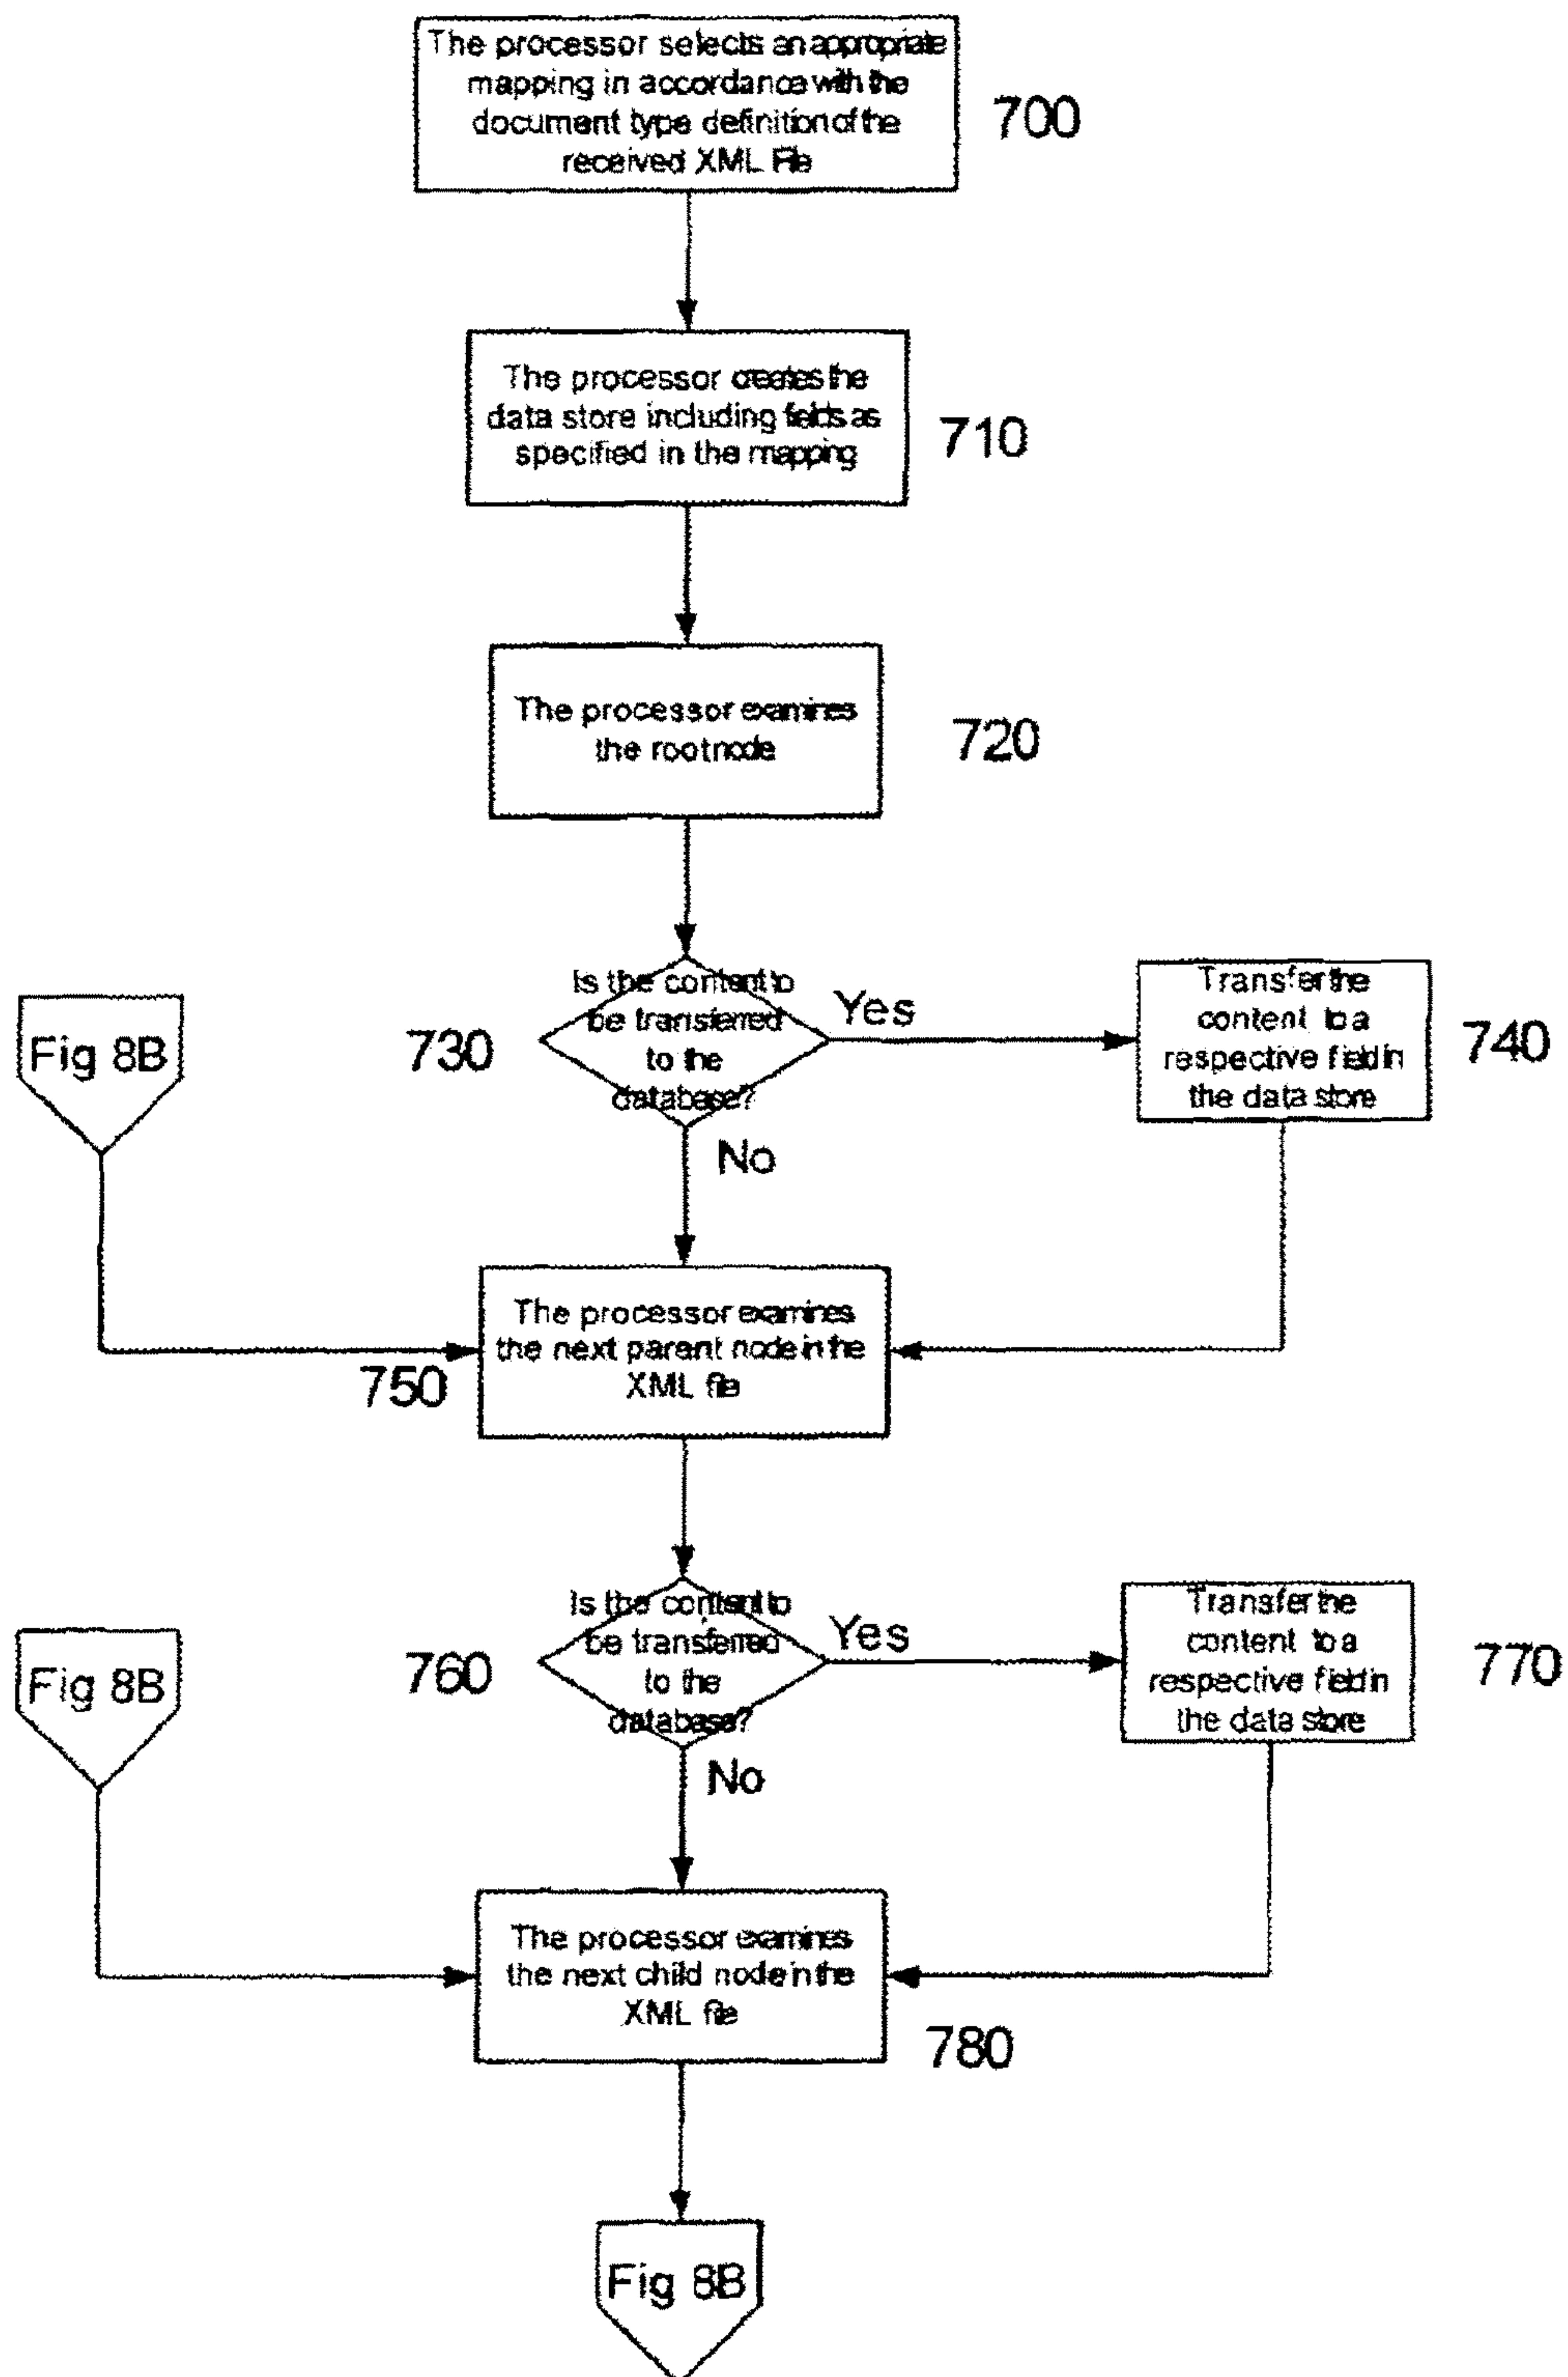 The processor selects an appropriate
mapping in accordance with the
document type definition of the
received XML File
700
The processor creates the
data store including fields as
specified in the mapping
710
The processor examines
the root node
720
Is the content to
be transferred
to the
database?
730
Yes
Transfer the
content to a
respective field in
the data store
740
Fig 8B
No
The processor examines
the next parent node in the
XML file
750
Is the content to
be transferred
to the
database?
760
Yes
Transfer the
content to a
respective field in
the data store
770
Fig 8B
No
The processor examines
the next child node in the
XML file
780
Fig 8B